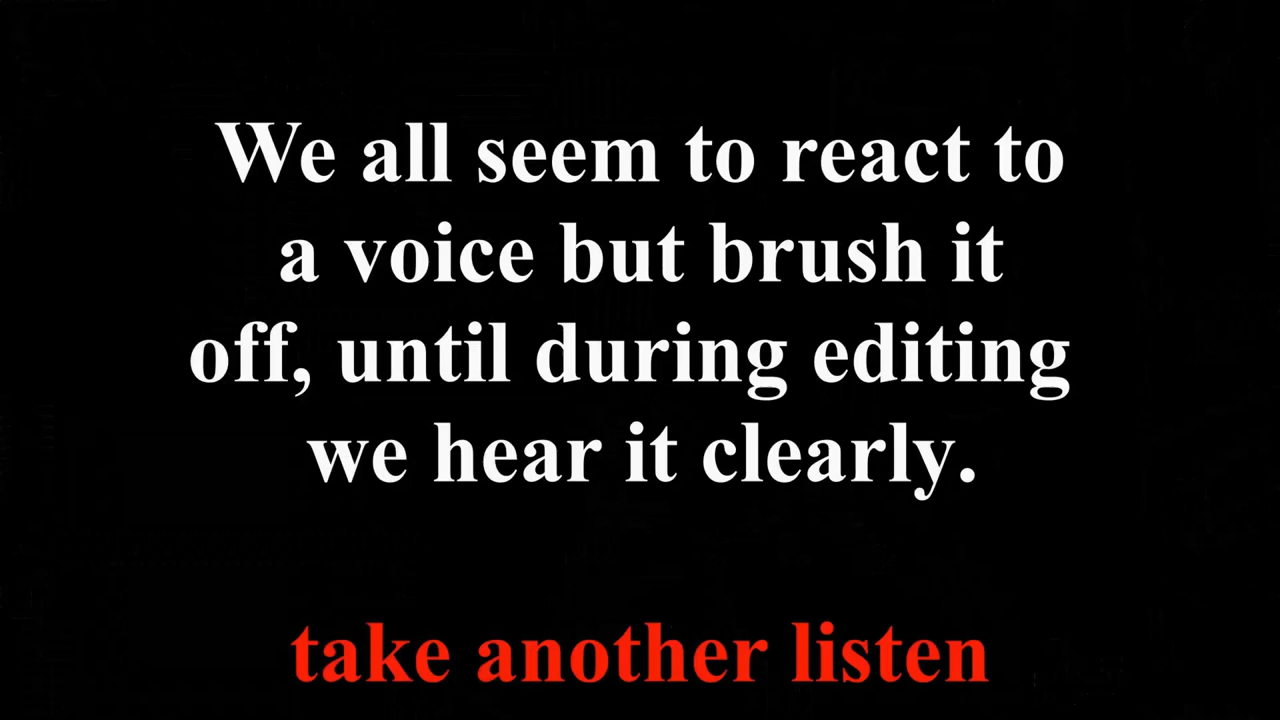 We all seem to react to
a voice but brush it
off, until during editing
we hear it clearly.
take another listen